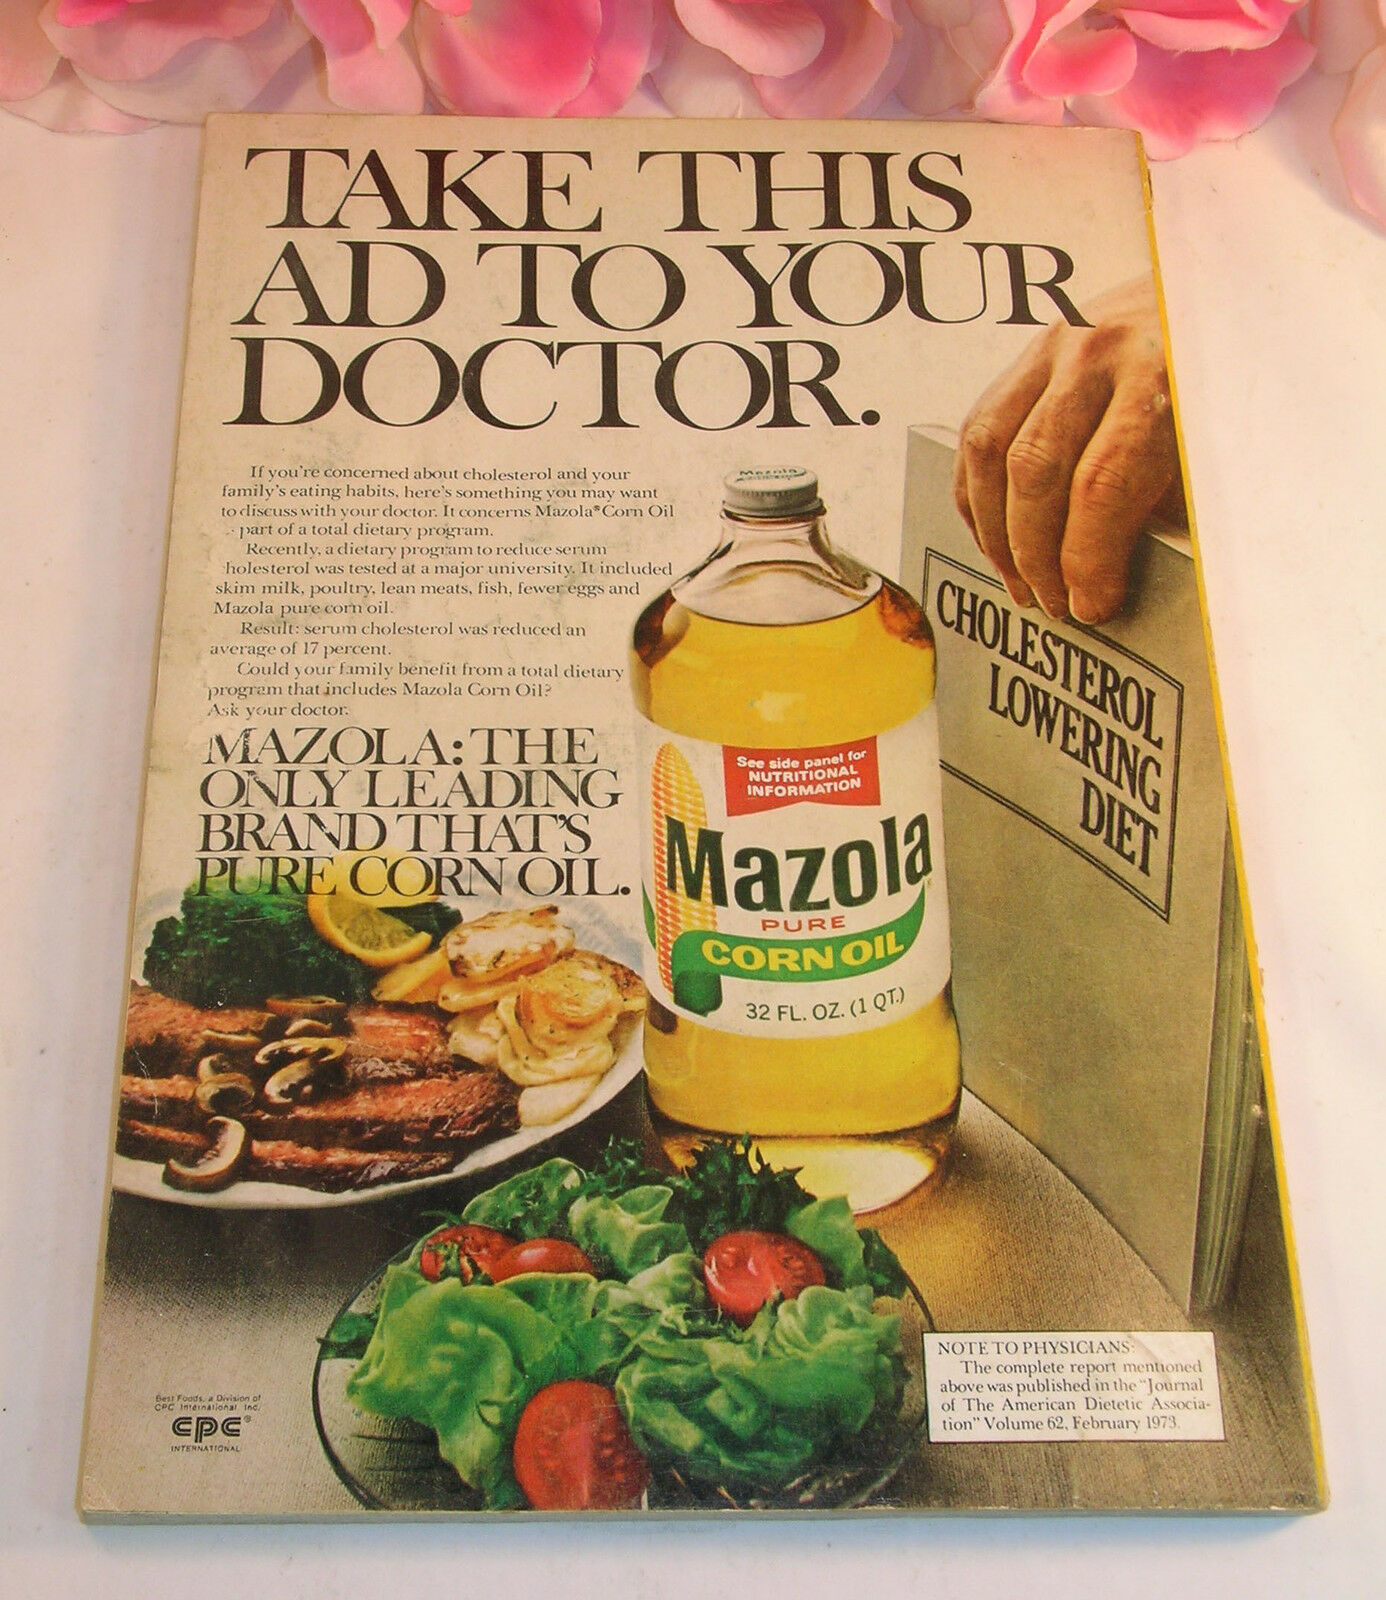 TAKE THIS
AD TO YOUR
DOCTOR.
If you're concerned about cholesterol and your
family's eating habits, here's something you may want
to discuss with your doctor. It concerns Mazola® Corn Oil
part of a total dietary program.
Recently, a dietary program to reduce serum
holesterol was tested at a major university. It included
skim milk, poultry, lean meats, fish, fewer eggs and
Mazola pure corn oil.
Result: serum cholesterol was reduced an
average of 17 percent.
Could your family benefit from a total dietary
program that includes Mazola Corn Oil?
Ask your doctor.
MAZOLA: THE
ONLY LEADING
BRAND THAT'S
PURE CORN OIL.
Mazola
See side panel for
NUTRITIONAL
INFORMATION
Mazola
PURE
CORN OIL
32 FL. OZ. (1 QT.)
CHOLESTEROL
LOWERING
DIET
NOTE TO PHYSICIANS:
The complete report mentioned
above was published in the "Journal
of The American Dietetic Associa-
tion" Volume 62, February 1973.
Best Foods, a Division of
CPC International Inc.
CPC®
INTERNATIONAL